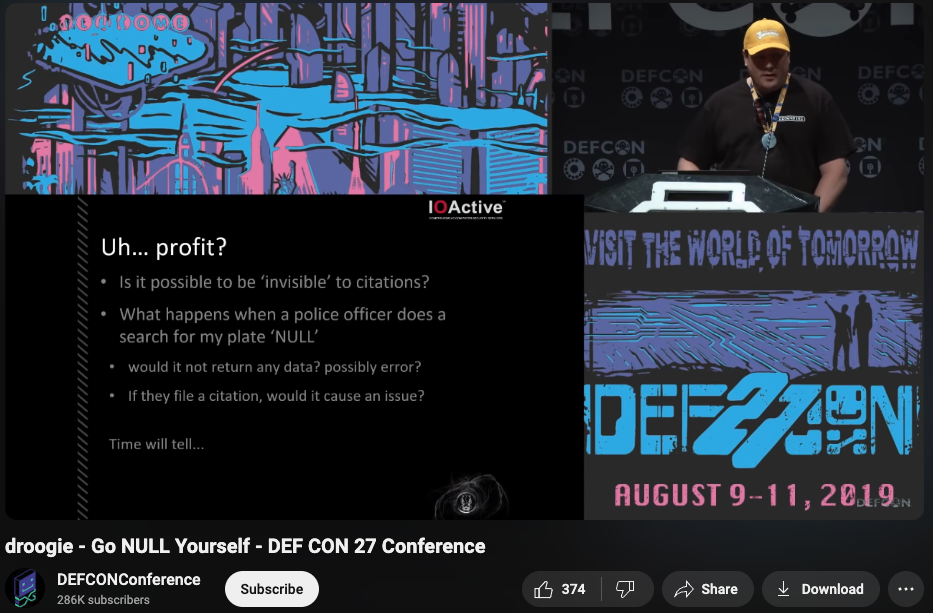 WELCOME
DEFCON
DEFCON
DEFCON
IOActive
Uh... profit?
• Is it possible to be ‘invisible’ to citations?
• What happens when a police officer does a
search for my plate ‘NULL’
• would it not return any data? possibly error?
• If they file a citation, would it cause an issue?
Time will tell...
VISIT THE WORLD OF TOMORROW
DEF 27 CON
AUGUST 9-11, 2019
DEFCON
droogie - Go NULL Yourself - DEF CON 27 Conference
DEFCONConference
286K subscribers
Subscribe
374
Share
Download